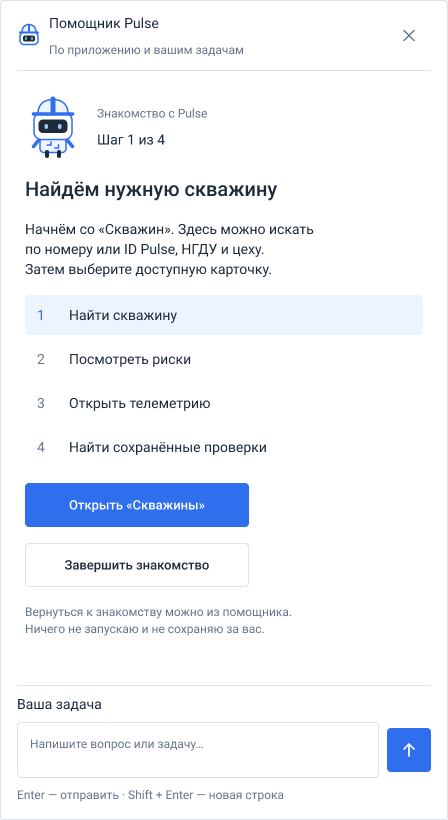 Помощник Pulse
По приложению и вашим задачам
Знакомство с Pulse
Шаг 1 из 4
Найдём нужную скважину
Начнём со «Скважин». Здесь можно искать
по номеру или ID Pulse, НГДУ и цеху.
Затем выберите доступную карточку.
1 Найти скважину
2 Посмотреть риски
3 Открыть телеметрию
4 Найти сохранённые проверки
Открыть «Скважины»
Завершить знакомство
Вернуться к знакомству можно из помощника.
Ничего не запускаю и не сохраняю за вас.
Ваша задача
Напишите вопрос или задачу…
Enter — отправить · Shift + Enter — новая строка